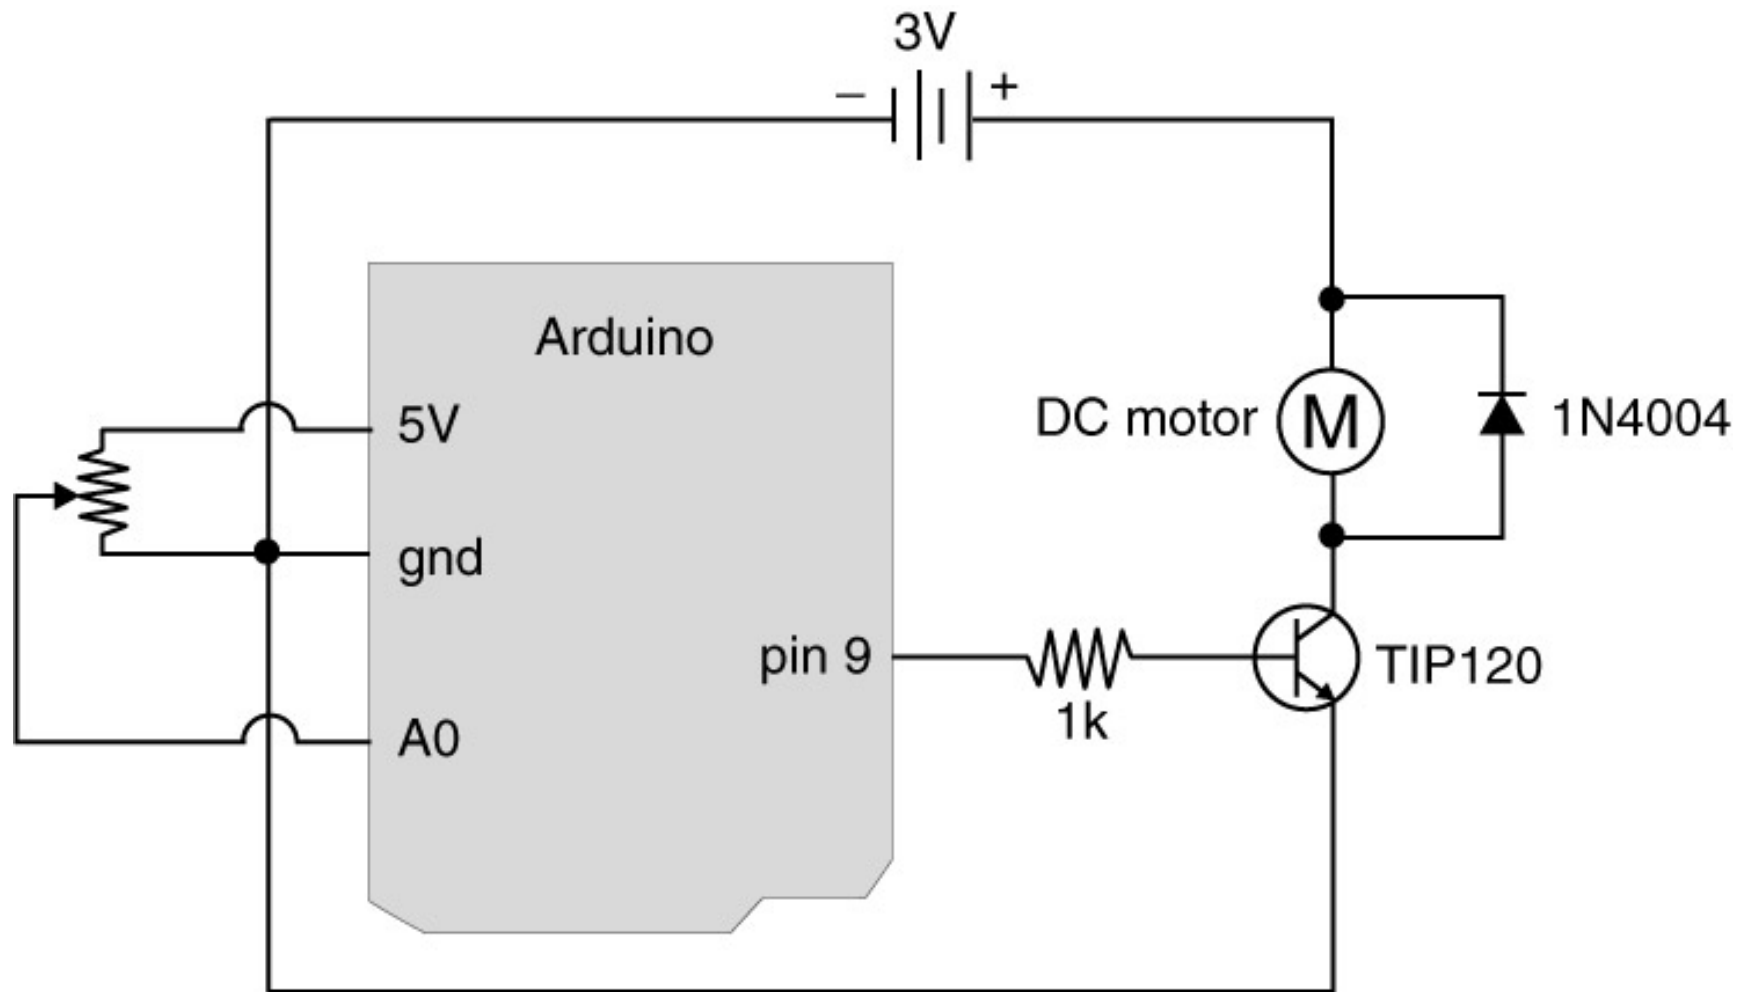 3V
– +
Arduino
5V
DC motor
M
1N4004
gnd
pin 9
1k
TIP120
A0